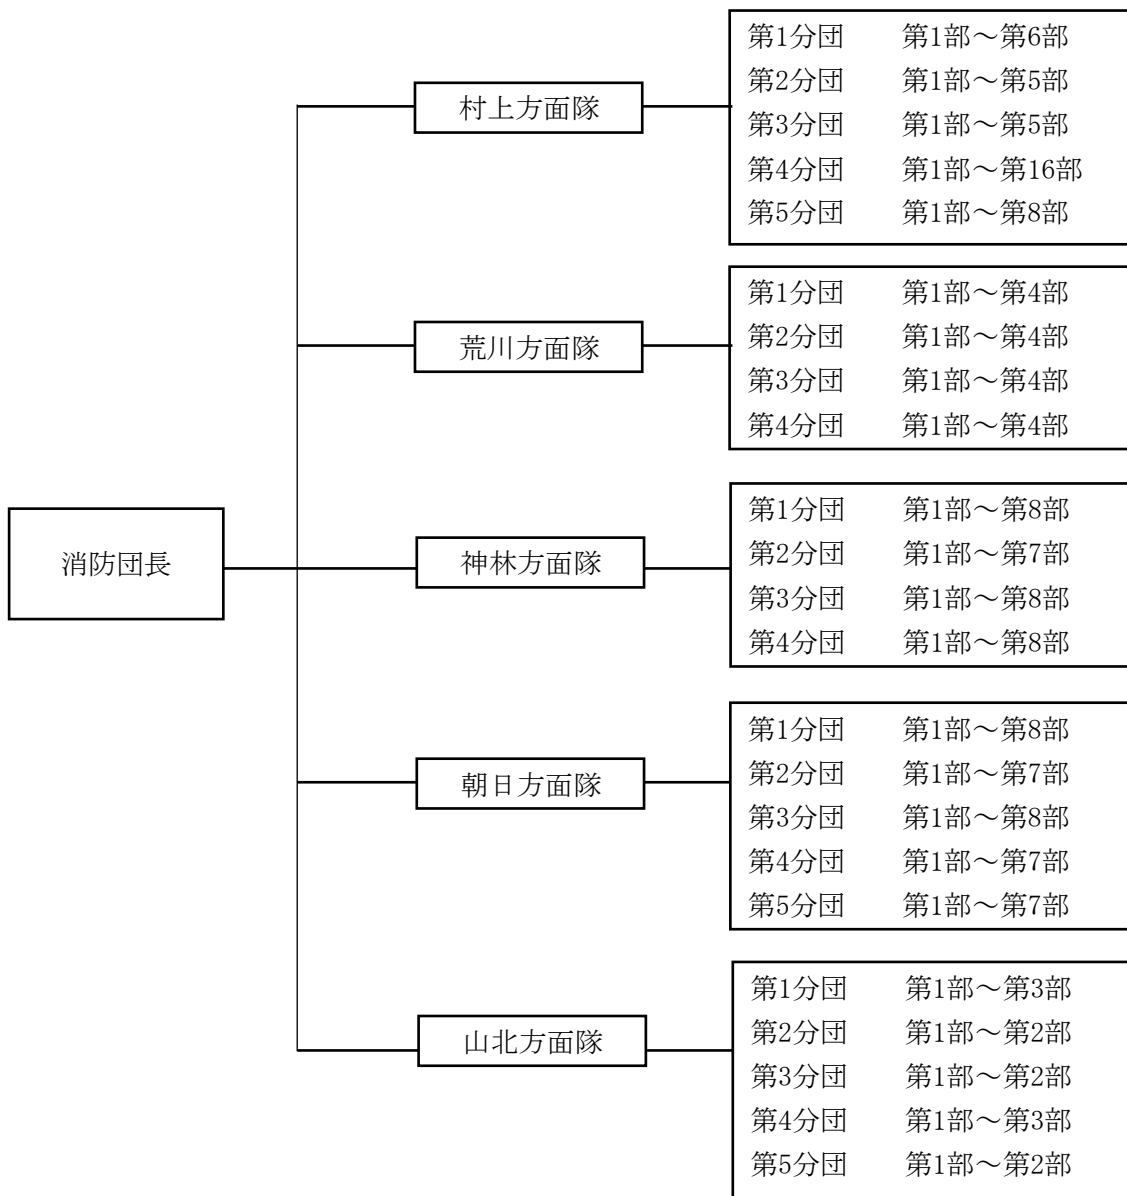 消防団長
村上方面隊
第1分団 第1部～第6部
第2分団 第1部～第5部
第3分団 第1部～第5部
第4分団 第1部～第16部
第5分団 第1部～第8部
荒川方面隊
第1分団 第1部～第4部
第2分団 第1部～第4部
第3分団 第1部～第4部
第4分団 第1部～第4部
神林方面隊
第1分団 第1部～第8部
第2分団 第1部～第7部
第3分団 第1部～第8部
第4分団 第1部～第8部
朝日方面隊
第1分団 第1部～第8部
第2分団 第1部～第7部
第3分団 第1部～第8部
第4分団 第1部～第7部
第5分団 第1部～第7部
山北方面隊
第1分団 第1部～第3部
第2分団 第1部～第2部
第3分団 第1部～第2部
第4分団 第1部～第3部
第5分団 第1部～第2部